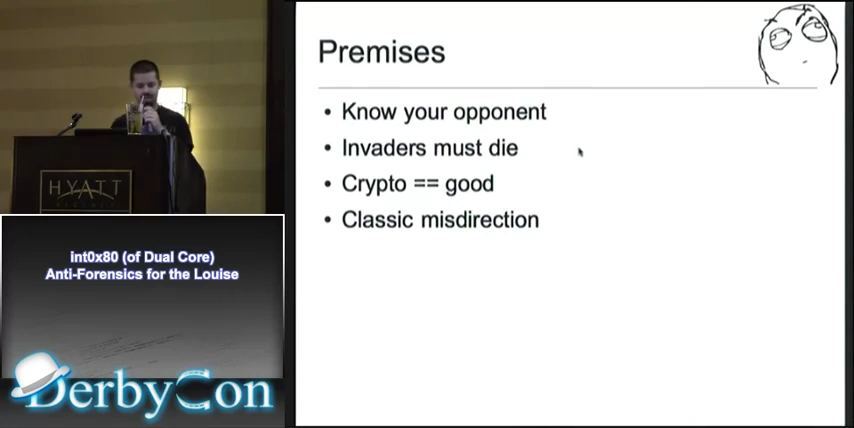 Premises
• Know your opponent
• Invaders must die
• Crypto == good
• Classic misdirection
HYATT
int0x80 (of Dual Core)
Anti-Forensics for the Louise
DerbyCon